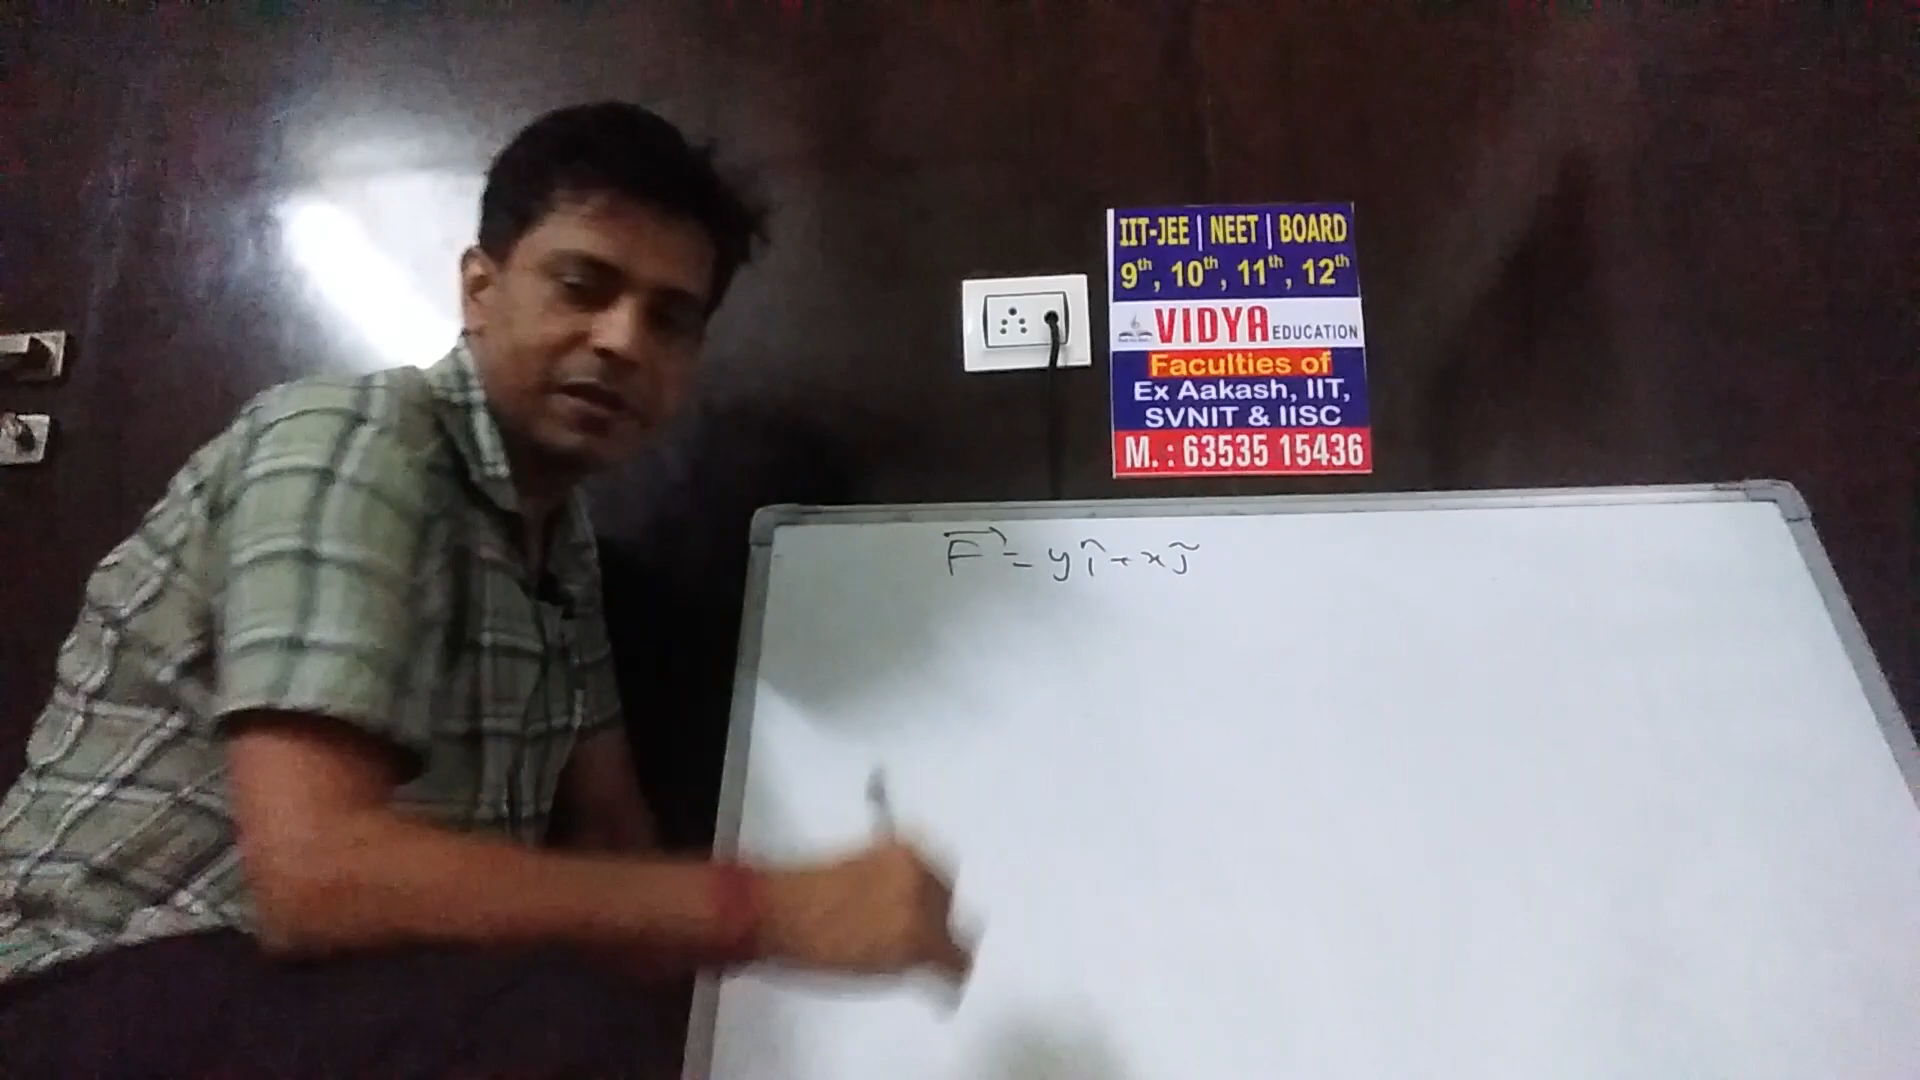 IIT-JEE | NEET | BOARD
9th, 10th, 11th, 12th
VIDYA EDUCATION
Faculties of
Ex Aakash, IIT,
SVNIT & IISC
M. : 63535 15436
F⃗ = yî + xĵ